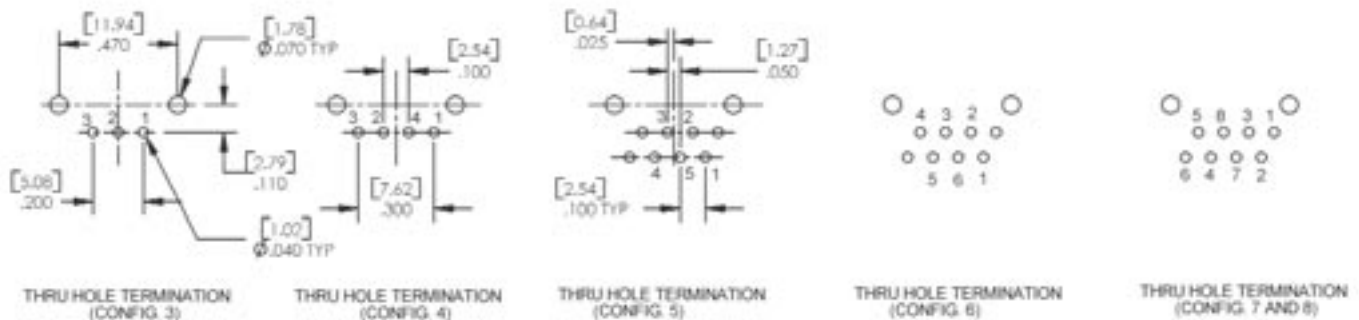 [11.94]
.470
[1.78]
Ø.070 TYP
3 2 1
[2.79]
.110
[5.08]
.200
[1.02]
Ø.040 TYP
THRU HOLE TERMINATION
(CONFIG. 3)
[2.54]
.100
3 2 4 1
[7.62]
.300
THRU HOLE TERMINATION
(CONFIG. 4)
[0.64]
.025
[1.27]
.050
3 2
4 5 1
[2.54]
.100 TYP
THRU HOLE TERMINATION
(CONFIG. 5)
4 3 2
5 6 1
THRU HOLE TERMINATION
(CONFIG. 6)
5 8 3 1
6 4 7 2
THRU HOLE TERMINATION
(CONFIG. 7 AND 8)